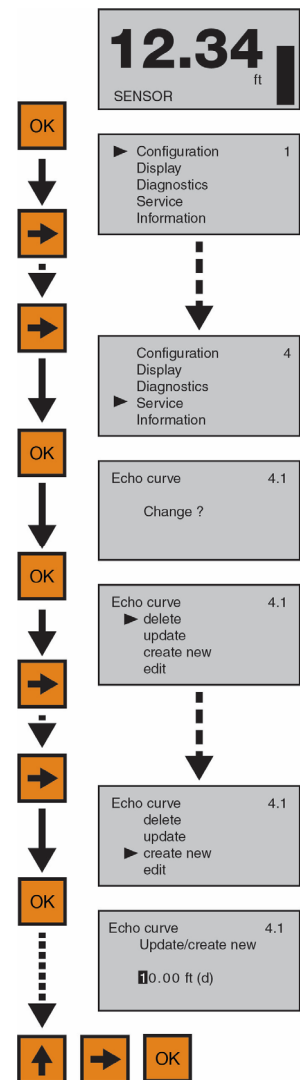 12.34
ft
SENSOR
OK
Configuration 1
Display
Diagnostics
Service
Information
Configuration 4
Display
Diagnostics
Service
Information
OK
Echo curve 4.1
Change ?
OK
Echo curve 4.1
delete
update
create new
edit
Echo curve 4.1
delete
update
create new
edit
OK
Echo curve 4.1
Update/create new
10.00 ft (d)
OK